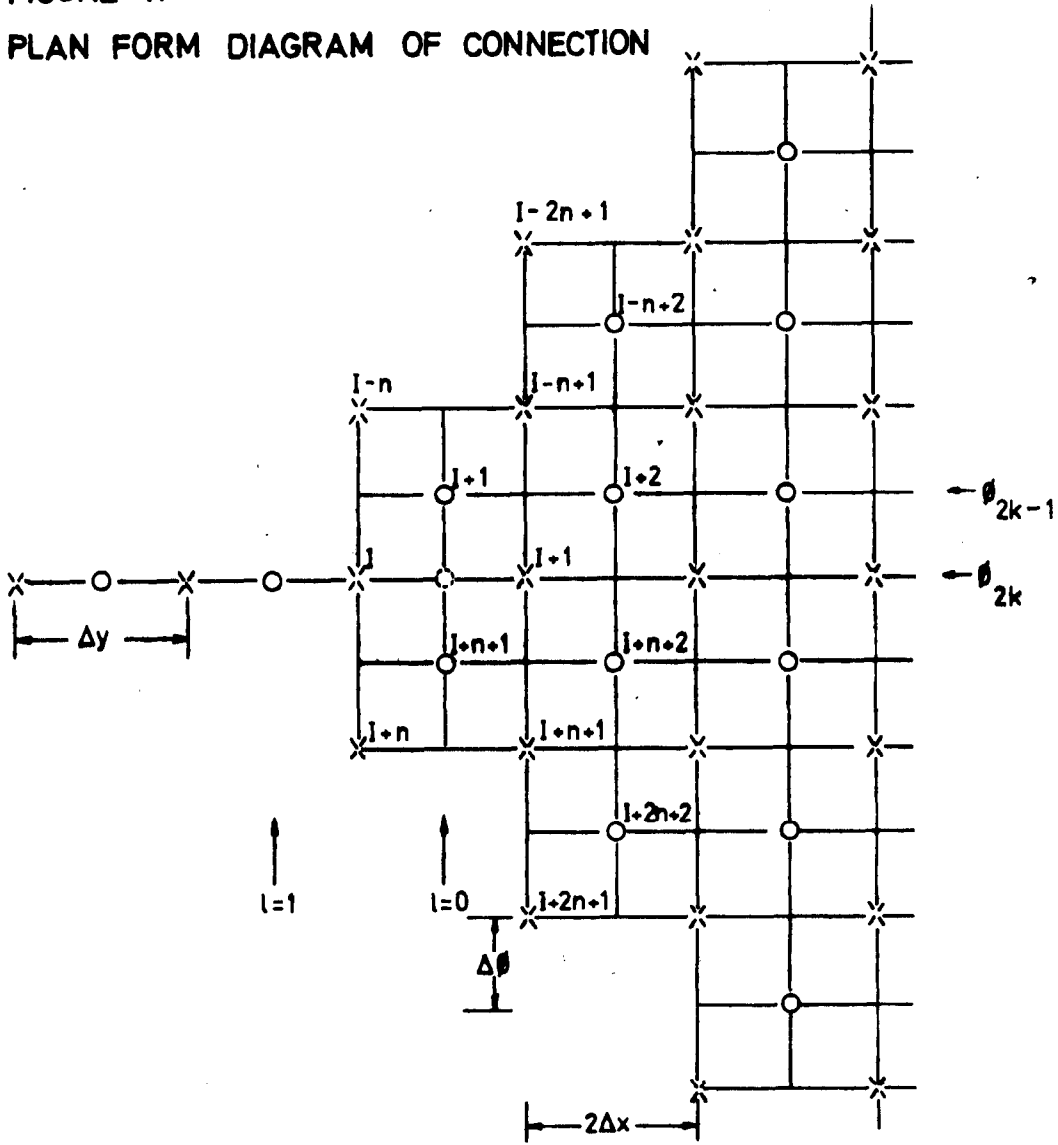 PLAN FORM DIAGRAM OF CONNECTION
I-2n+1
I-n+2
I-n
I-n+1
I+1
I+2
ø2k-1
I
I+1
ø2k
Δy
I+n+1
I+n+2
I+n
I+n+1
I+2n+2
l=1
l=0
I+2n+1
Δø
2Δx